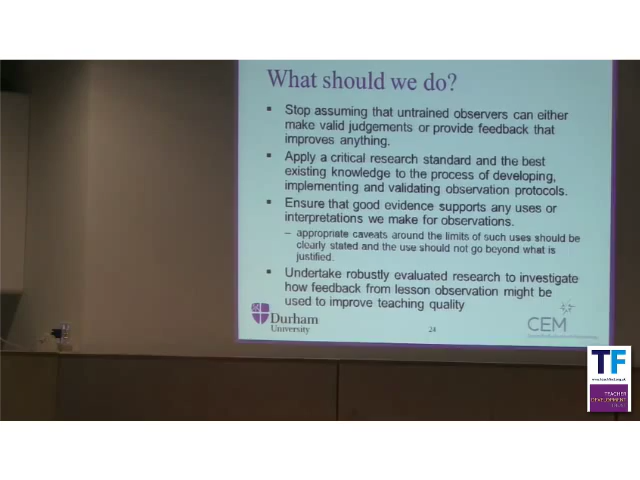 What should we do?
Stop assuming that untrained observers can either
make valid judgements or provide feedback that
improves anything.
Apply a critical research standard and the best
existing knowledge to the process of developing,
implementing and validating observation protocols.
Ensure that good evidence supports any uses or
interpretations we make for observations.
– appropriate caveats around the limits of such uses should be
clearly stated and the use should not go beyond what is
justified.
Undertake robustly evaluated research to investigate
how feedback from lesson observation might be
used to improve teaching quality
Durham
University
24
CEM
TF
TEACHER
DEVELOPMENT
TRUST